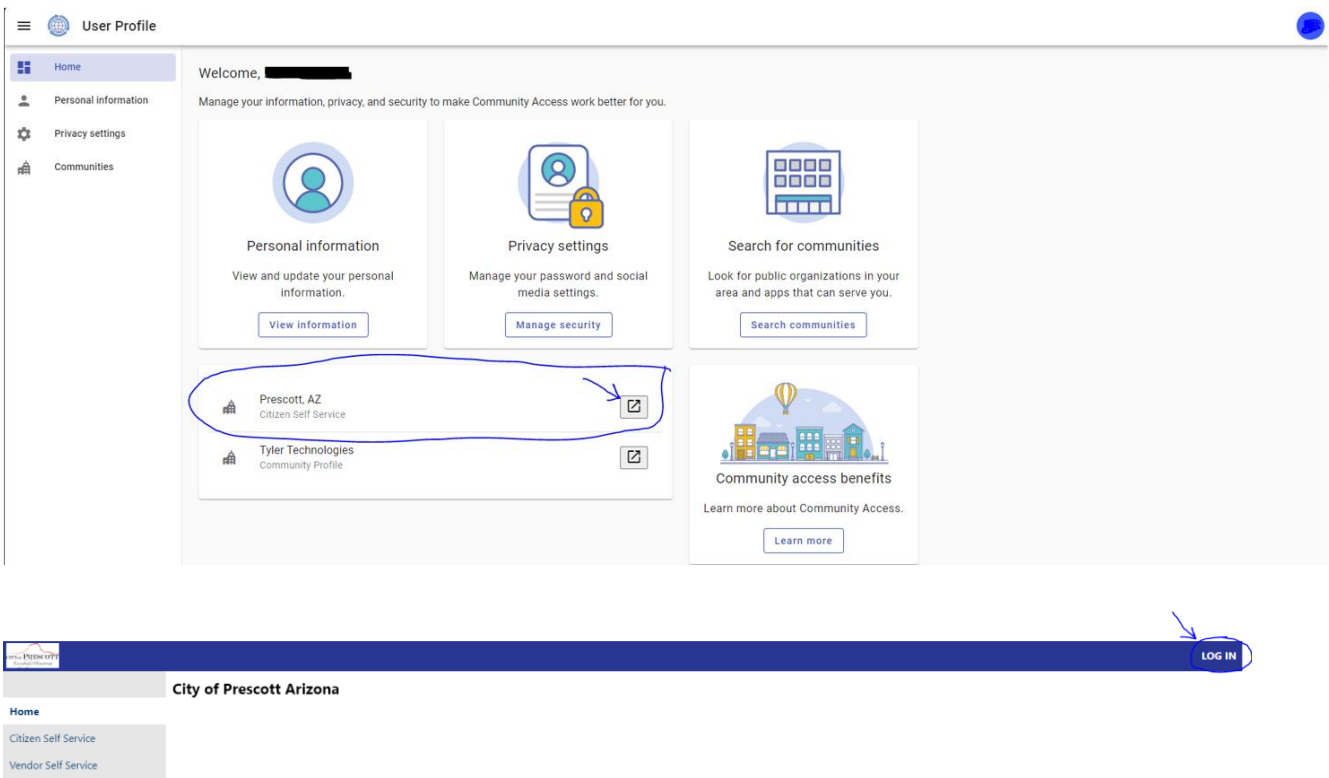 User Profile
Home
Personal information
Privacy settings
Communities
Welcome,
Manage your information, privacy, and security to make Community Access work better for you.
Personal information
View and update your personal
information.
View information
Privacy settings
Manage your password and social
media settings.
Manage security
Search for communities
Look for public organizations in your
area and apps that can serve you.
Search communities
Prescott, AZ
Citizen Self Service
Tyler Technologies
Community Profile
Community access benefits
Learn more about Community Access.
Learn more
PRESCOTT
LOG IN
City of Prescott Arizona
Home
Citizen Self Service
Vendor Self Service